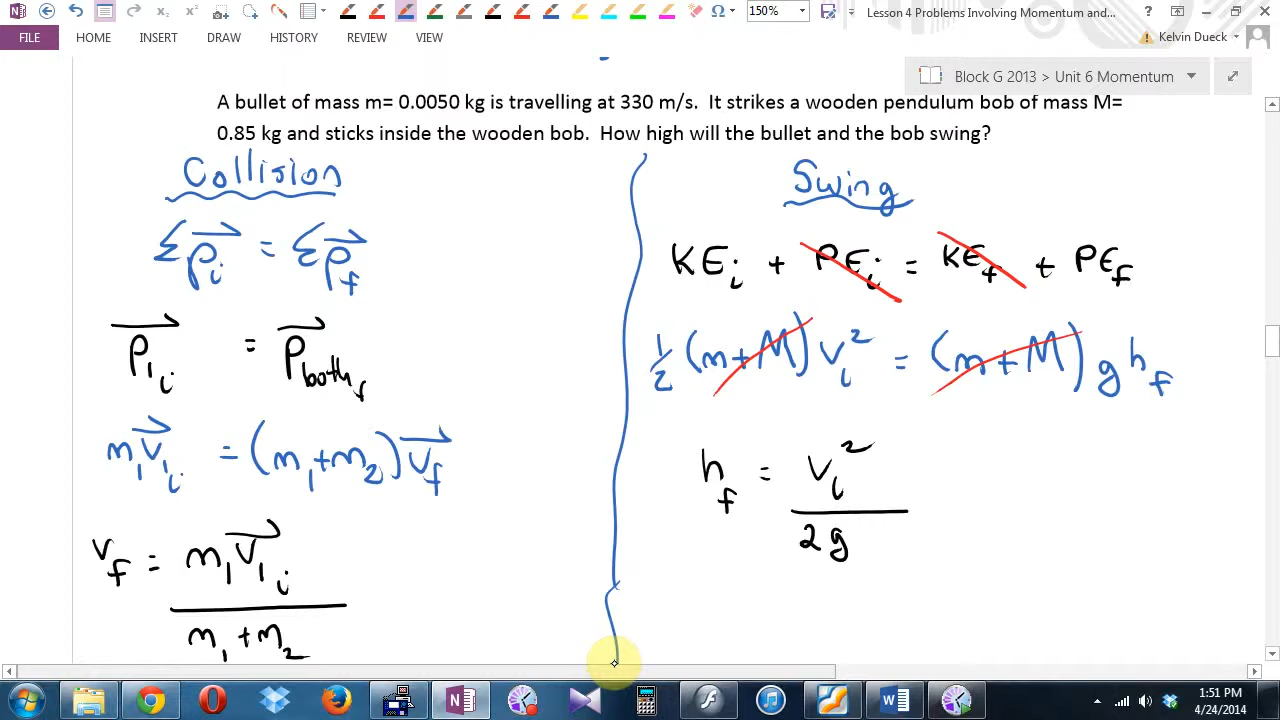 150%
Lesson 4 Problems Involving Momentum and...
FILE HOME INSERT DRAW HISTORY REVIEW VIEW
Kelvin Dueck
Block G 2013 > Unit 6 Momentum
A bullet of mass m= 0.0050 kg is travelling at 330 m/s.  It strikes a wooden pendulum bob of mass M=
0.85 kg and sticks inside the wooden bob.  How high will the bullet and the bob swing?
Collision
Σp⃗i = Σp⃗f
p⃗1i = p⃗both f
m1v⃗1i = (m1+m2)v⃗f
vf = m1v⃗1i
m1+m2
Swing
KEi + PEi = KEf + PEf
1/2 (m+M) vi² = (m+M) g hf
hf = vi²
2g
1:51 PM
4/24/2014